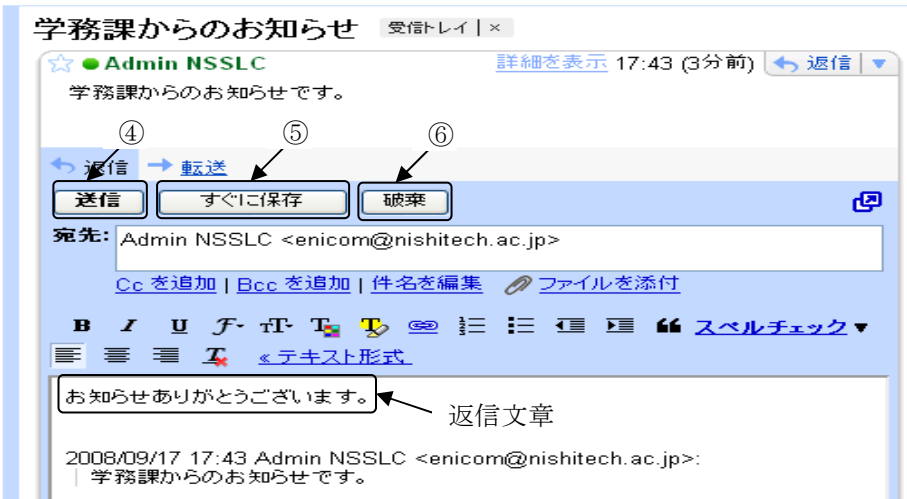 学務課からのお知らせ 受信トレイ | ×
Admin NSSLC 詳細を表示 17:43 (3分前) 返信
学務課からのお知らせです。
④ ⑤ ⑥
返信 転送
送信 すぐに保存 破棄
宛先: Admin NSSLC <enicom@nishitech.ac.jp>
Cc を追加 | Bcc を追加 | 件名を編集 ファイルを添付
B I U スペルチェック ▼
« テキスト形式
お知らせありがとうございます。
返信文章
2008/09/17 17:43 Admin NSSLC <enicom@nishitech.ac.jp>:
学務課からのお知らせです。